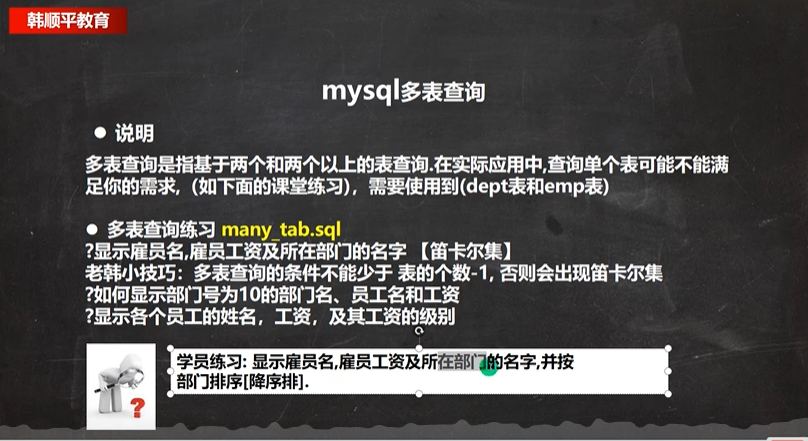 韩顺平教育
mysql多表查询
● 说明
多表查询是指基于两个和两个以上的表查询.在实际应用中,查询单个表可能不能满
足你的需求,（如下面的课堂练习），需要使用到(dept表和emp表)
● 多表查询练习 many_tab.sql
?显示雇员名,雇员工资及所在部门的名字 【笛卡尔集】
老韩小技巧：多表查询的条件不能少于 表的个数-1, 否则会出现笛卡尔集
?如何显示部门号为10的部门名、员工名和工资
?显示各个员工的姓名，工资，及其工资的级别
学员练习: 显示雇员名,雇员工资及所在部门的名字,并按
部门排序[降序排].
?